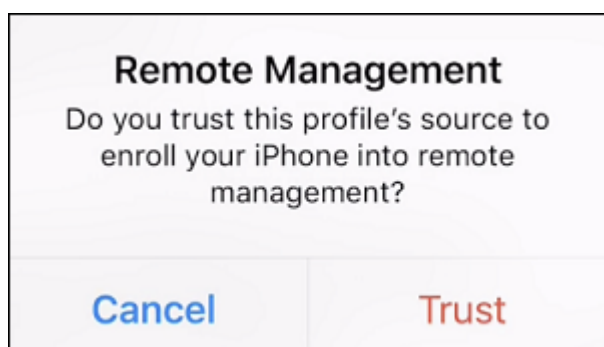 Remote Management
Do you trust this profile's source to
enroll your iPhone into remote
management?
Cancel
Trust